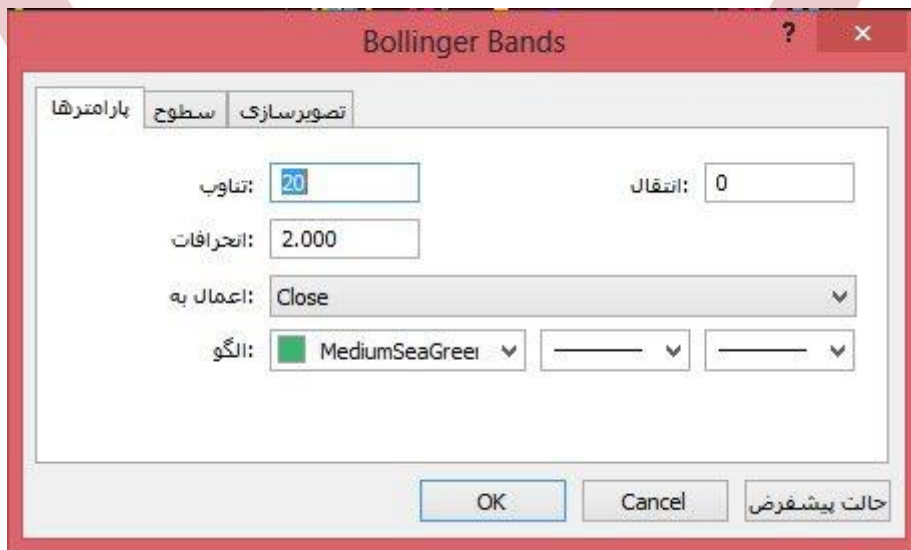 Bollinger Bands ? ×
پارامترها سطوح تصویرسازی
تناوب: 20 انتقال: 0
انحرافات: 2.000
اعمال به: Close
الگو: MediumSeaGreei
OK Cancel حالت پیشفرض